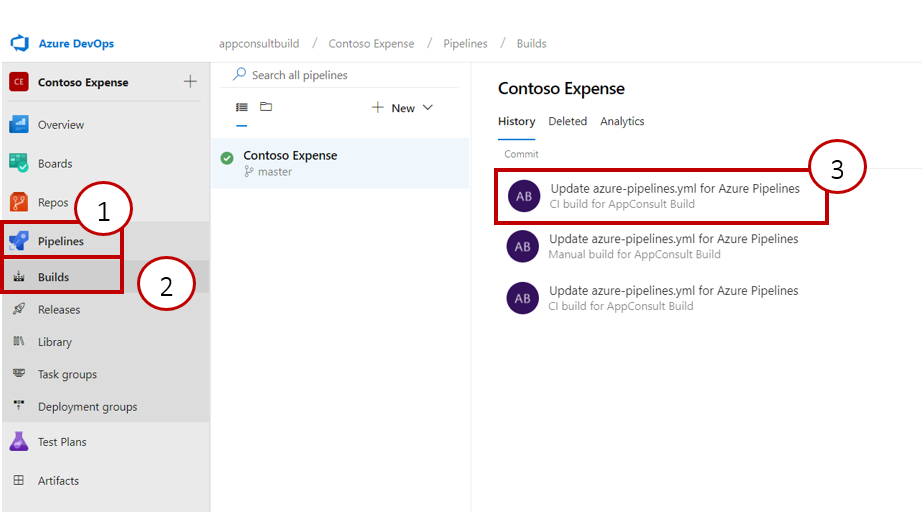 Azure DevOps
appconsultbuild / Contoso Expense / Pipelines / Builds
CE Contoso Expense +
Overview
Boards
Repos
1
Pipelines
Builds
2
Releases
Library
Task groups
Deployment groups
Test Plans
Artifacts
Search all pipelines
+ New
Contoso Expense
master
Contoso Expense
History Deleted Analytics
Commit
3
AB Update azure-pipelines.yml for Azure Pipelines
CI build for AppConsult Build
AB Update azure-pipelines.yml for Azure Pipelines
Manual build for AppConsult Build
AB Update azure-pipelines.yml for Azure Pipelines
CI build for AppConsult Build